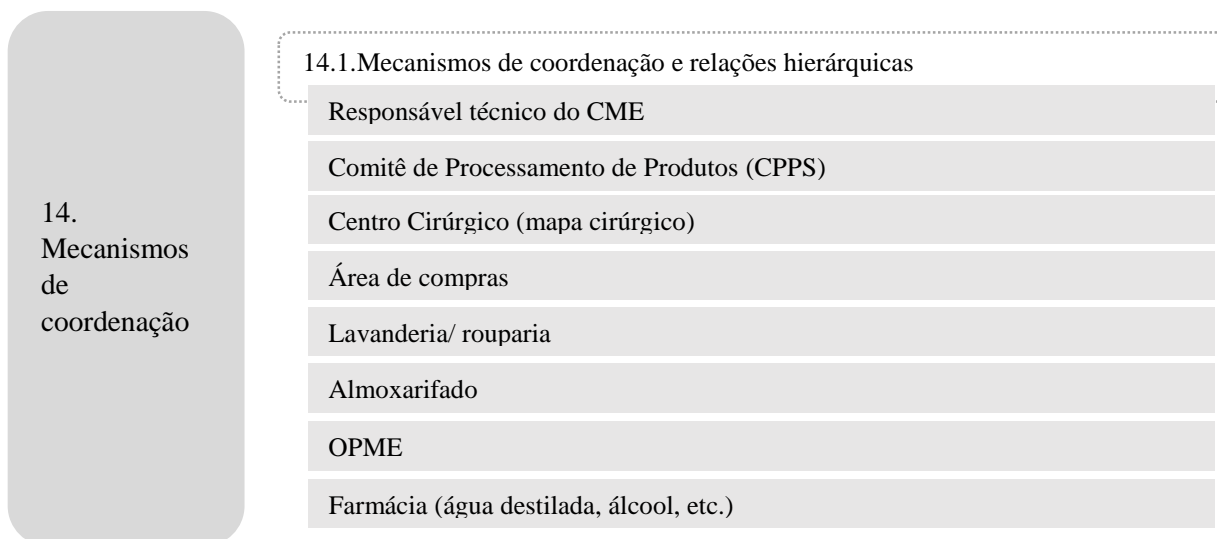 14.
Mecanismos
de
coordenação
14.1.Mecanismos de coordenação e relações hierárquicas
Responsável técnico do CME
Comitê de Processamento de Produtos (CPPS)
Centro Cirúrgico (mapa cirúrgico)
Área de compras
Lavanderia/ rouparia
Almoxarifado
OPME
Farmácia (água destilada, álcool, etc.)